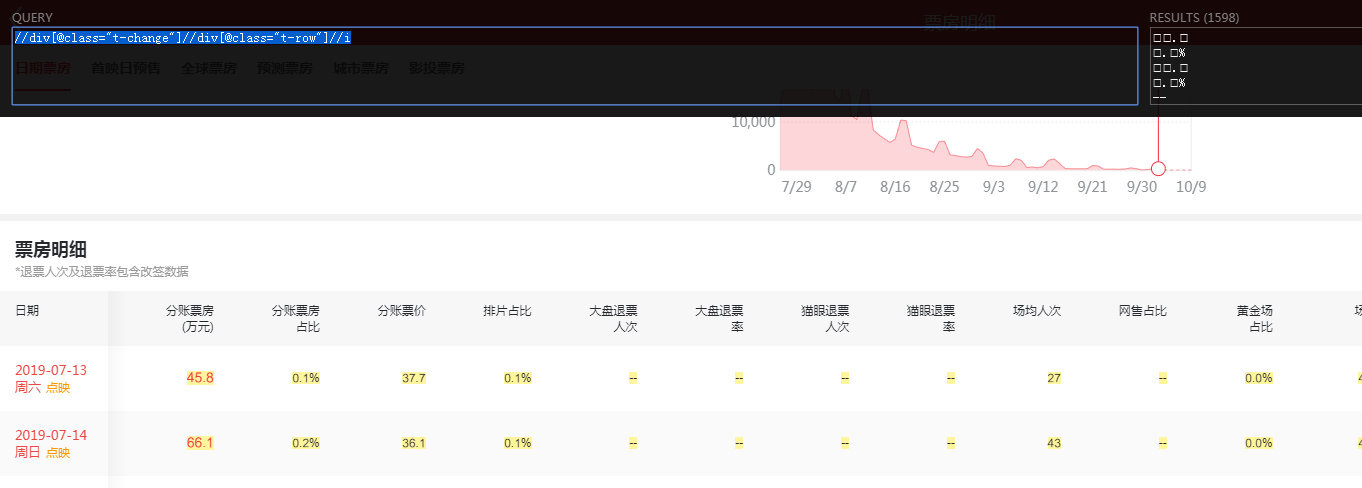 QUERY
//div[@class="t-change"]//div[@class="t-row"]//i
RESULTS (1598)
□□.□
□.□%
□□.□
□.□%
--
票房明细
日期票房 首映日预售 全球票房 预测票房 城市票房 影投票房
10,000
0
7/29 8/7 8/16 8/25 9/3 9/12 9/21 9/30 10/9
票房明细
*退票人次及退票率包含改签数据
日期 分账票房 分账票房 分账票价 排片占比 大盘退票 大盘退票 猫眼退票 猫眼退票 场均人次 网售占比 黄金场
(万元) 占比 人次 率 人次 率 占比
2019-07-13
周六 点映
45.8 0.1% 37.7 0.1% -- -- -- -- 27 -- 0.0%
2019-07-14
周日 点映
66.1 0.2% 36.1 0.1% -- -- -- -- 43 -- 0.0%